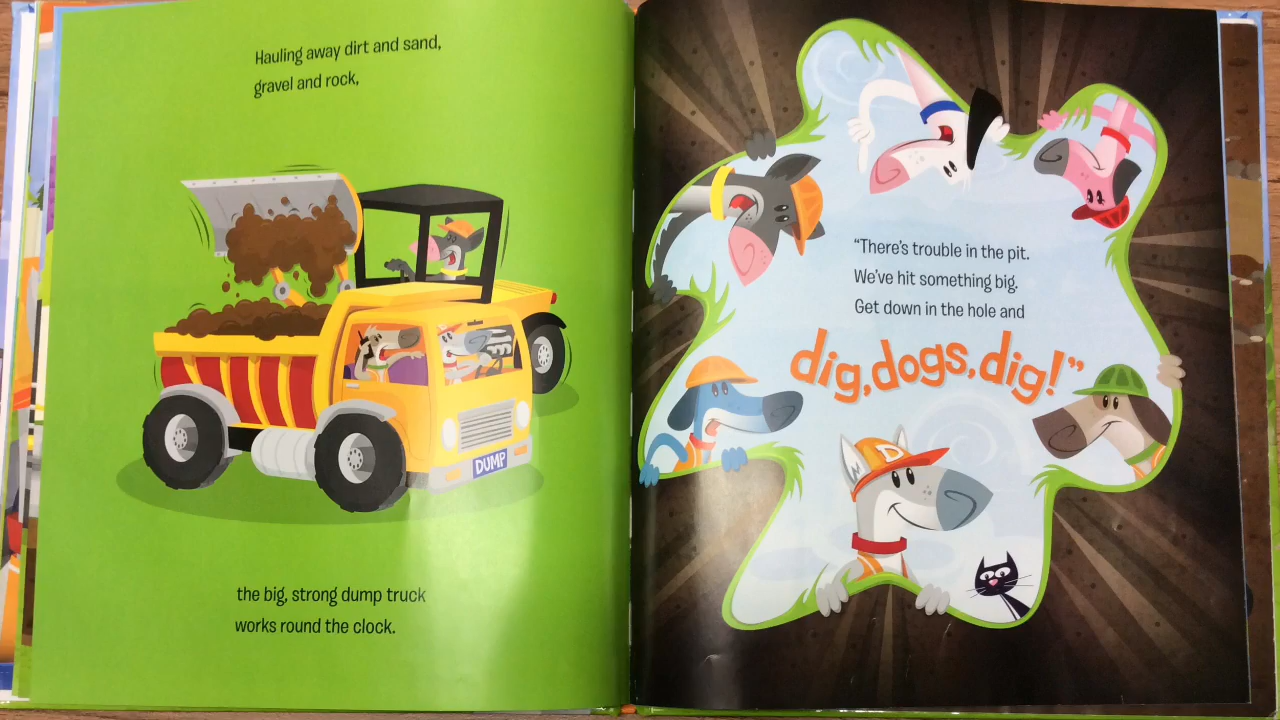 Hauling away dirt and sand,
gravel and rock,
DUMP
the big, strong dump truck
works round the clock.
“There’s trouble in the pit.
We’ve hit something big.
Get down in the hole and
dig, dogs, dig!”
D